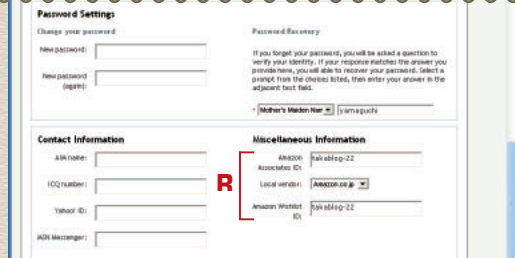 Password Settings
Change your password
New password:
New password
(again):
Password Recovery
If you forget your password, you will be asked a question to
verify your identity. If your response matches the answer you
provide here, you will able to recover your password. Select a
prompt from the choices listed, then enter your answer in the
adjacent text field.
* Mother's Maiden Nam yamaguchi
Contact Information
AIM name:
ICQ number:
Yahoo! ID:
MSN Messenger:
Miscellaneous Information
R
Amazon
Associates ID:
takablog-22
Local vendor: Amazon.co.jp
Amazon Wishlist
ID:
takablog-22